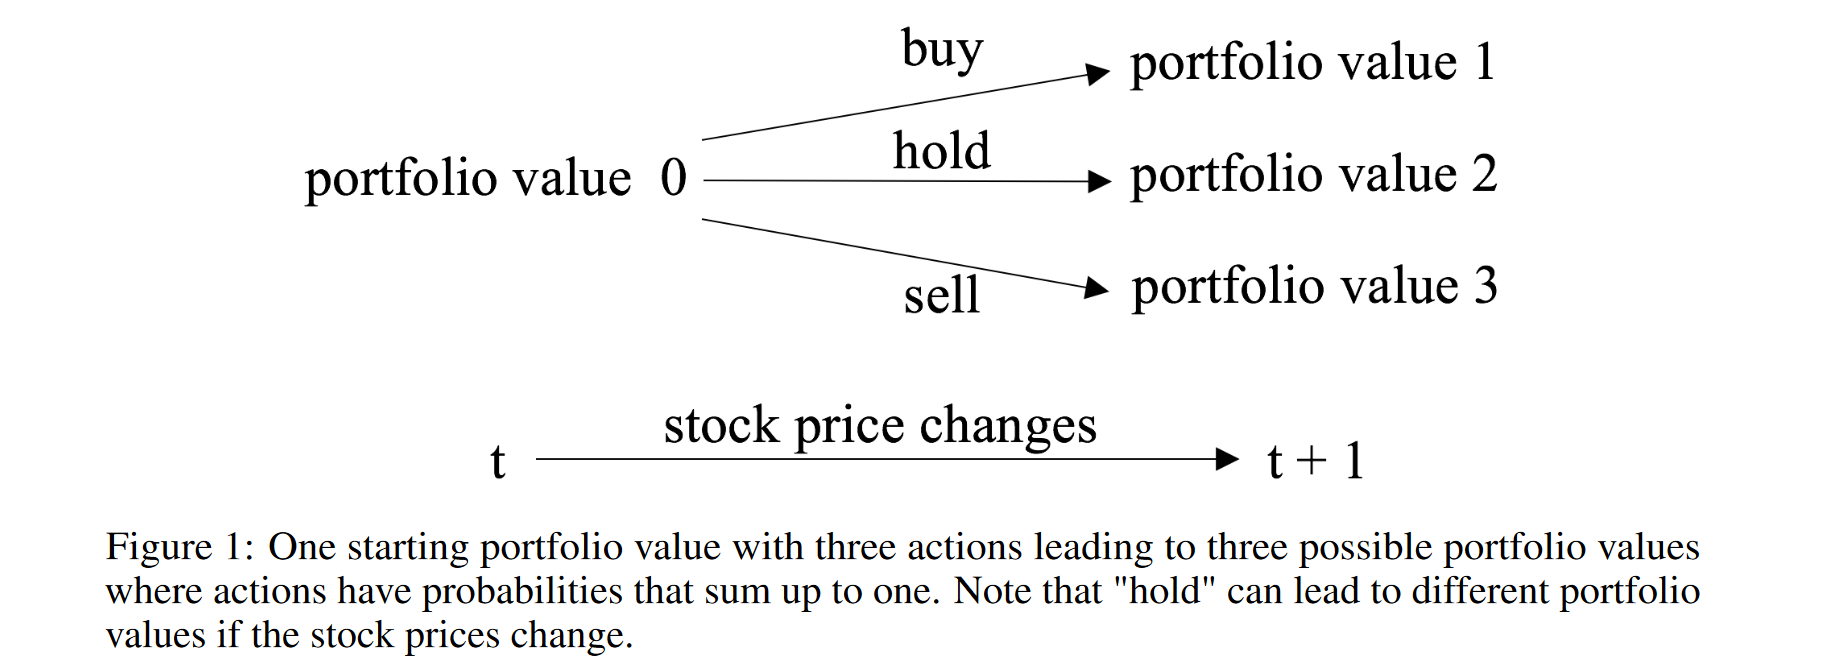 buy
portfolio value 1
hold
portfolio value 0
portfolio value 2
sell
portfolio value 3
stock price changes
t
t + 1
Figure 1: One starting portfolio value with three actions leading to three possible portfolio values
where actions have probabilities that sum up to one. Note that "hold" can lead to different portfolio
values if the stock prices change.